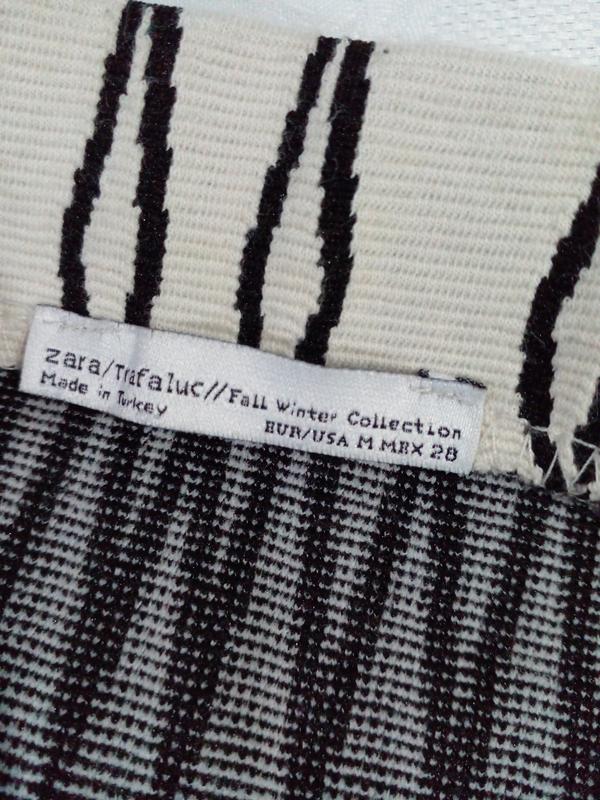 zara/Trafaluc//Fall Winter Collection
Made in Turkey
EUR/USA M MEX 28